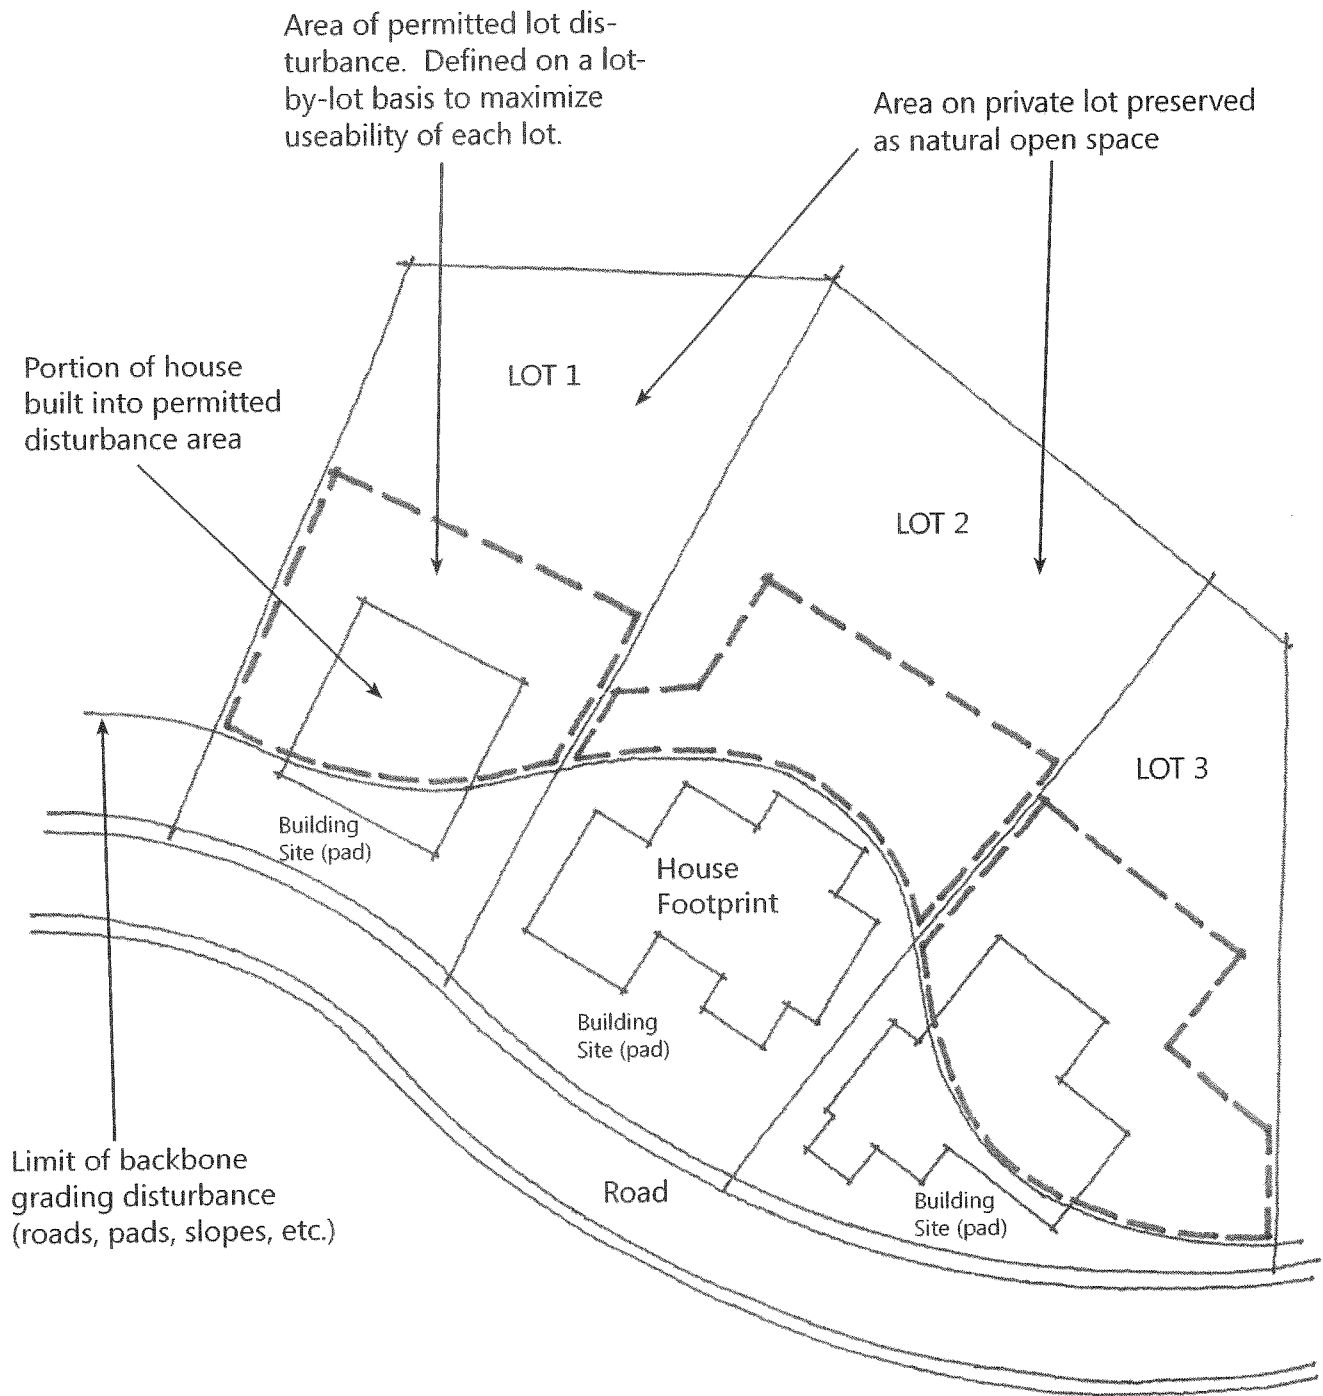 Area of permitted lot dis-
turbance.  Defined on a lot-
by-lot basis to maximize
useability of each lot.
Area on private lot preserved
as natural open space
Portion of house
built into permitted
disturbance area
LOT 1
LOT 2
LOT 3
Building
Site (pad)
House
Footprint
Building
Site (pad)
Building
Site (pad)
Road
Limit of backbone
grading disturbance
(roads, pads, slopes, etc.)